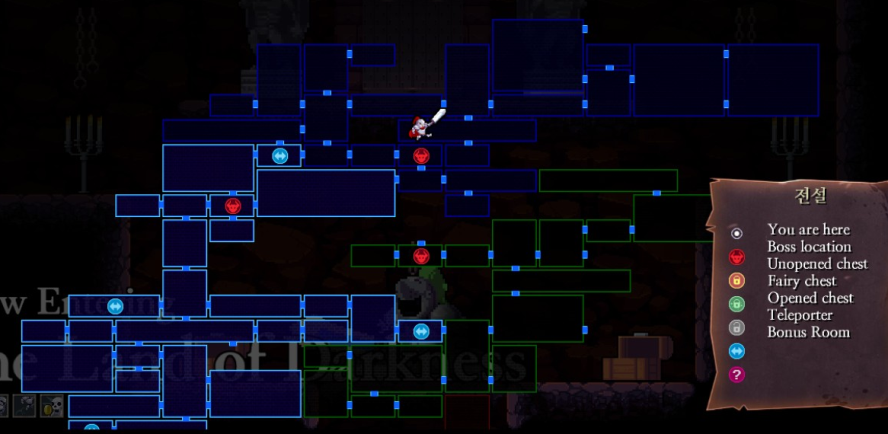 전설
You are here
Boss location
Unopened chest
Fairy chest
Opened chest
Teleporter
Bonus Room
Entering
Land of Darkness